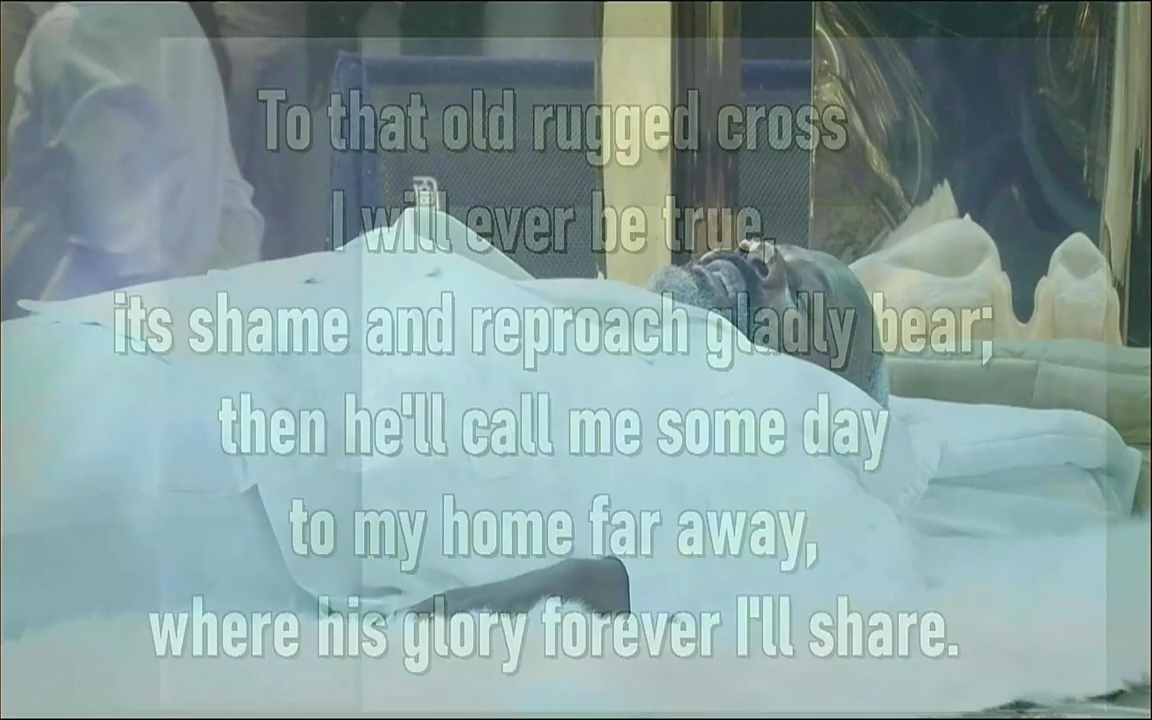 To that old rugged cross
I will ever be true,
its shame and reproach gladly bear;
then he'll call me some day
to my home far away,
where his glory forever I'll share.